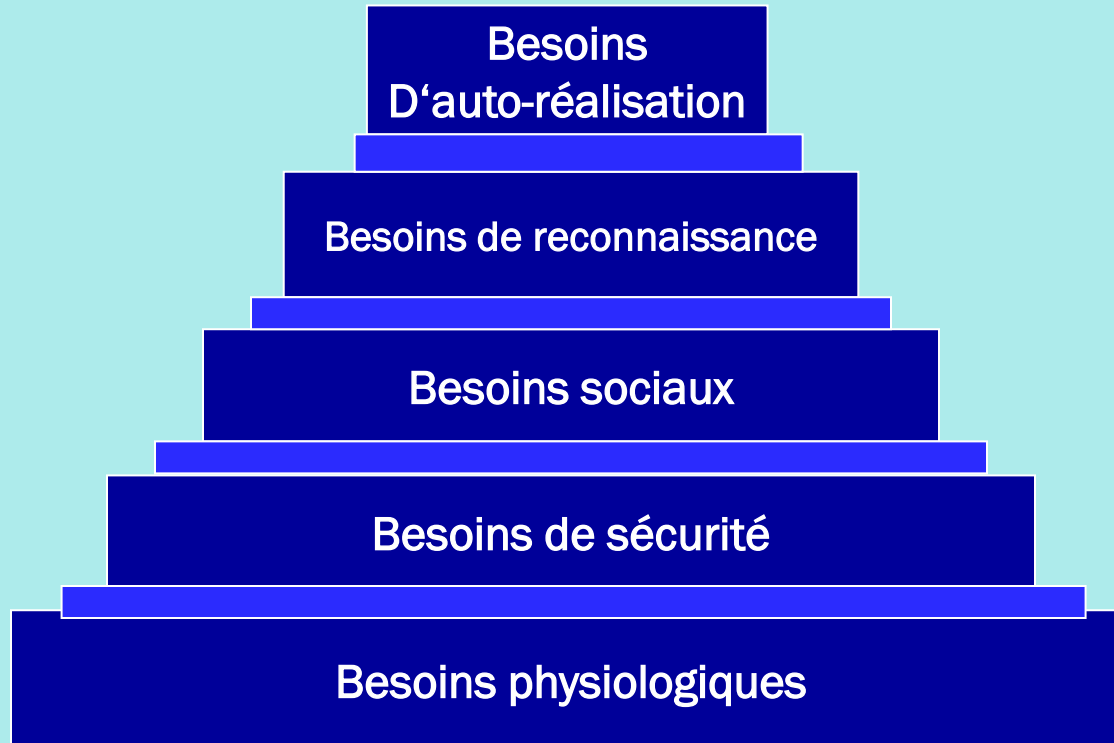 Besoins
D‘auto-réalisation
Besoins de reconnaissance
Besoins sociaux
Besoins de sécurité
Besoins physiologiques